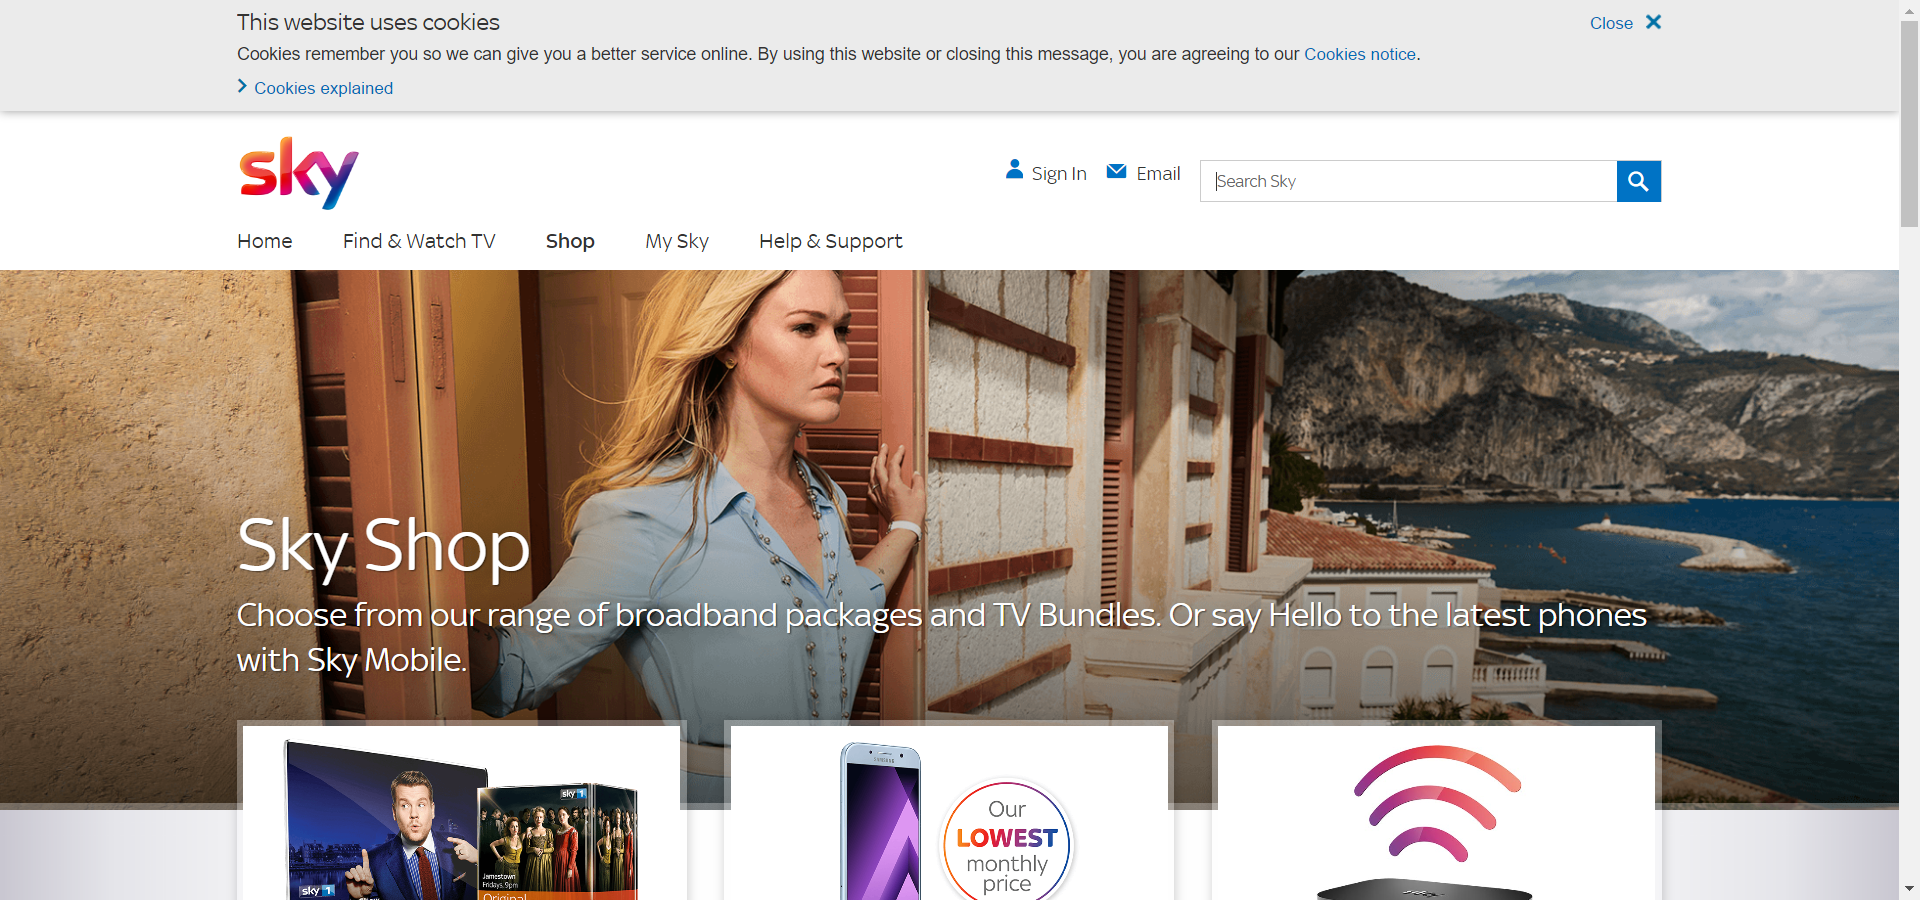 This website uses cookies
Close
Cookies remember you so we can give you a better service online. By using this website or closing this message, you are agreeing to our Cookies notice.
Cookies explained
sky
Sign In
Email
Search Sky
Home
Find & Watch TV
Shop
My Sky
Help & Support
Sky Shop
Choose from our range of broadband packages and TV Bundles. Or say Hello to the latest phones
with Sky Mobile.
sky 1
Jamestown
Fridays, 9pm
Original
sky 1
SAMSUNG
Our
LOWEST
monthly
price
sky